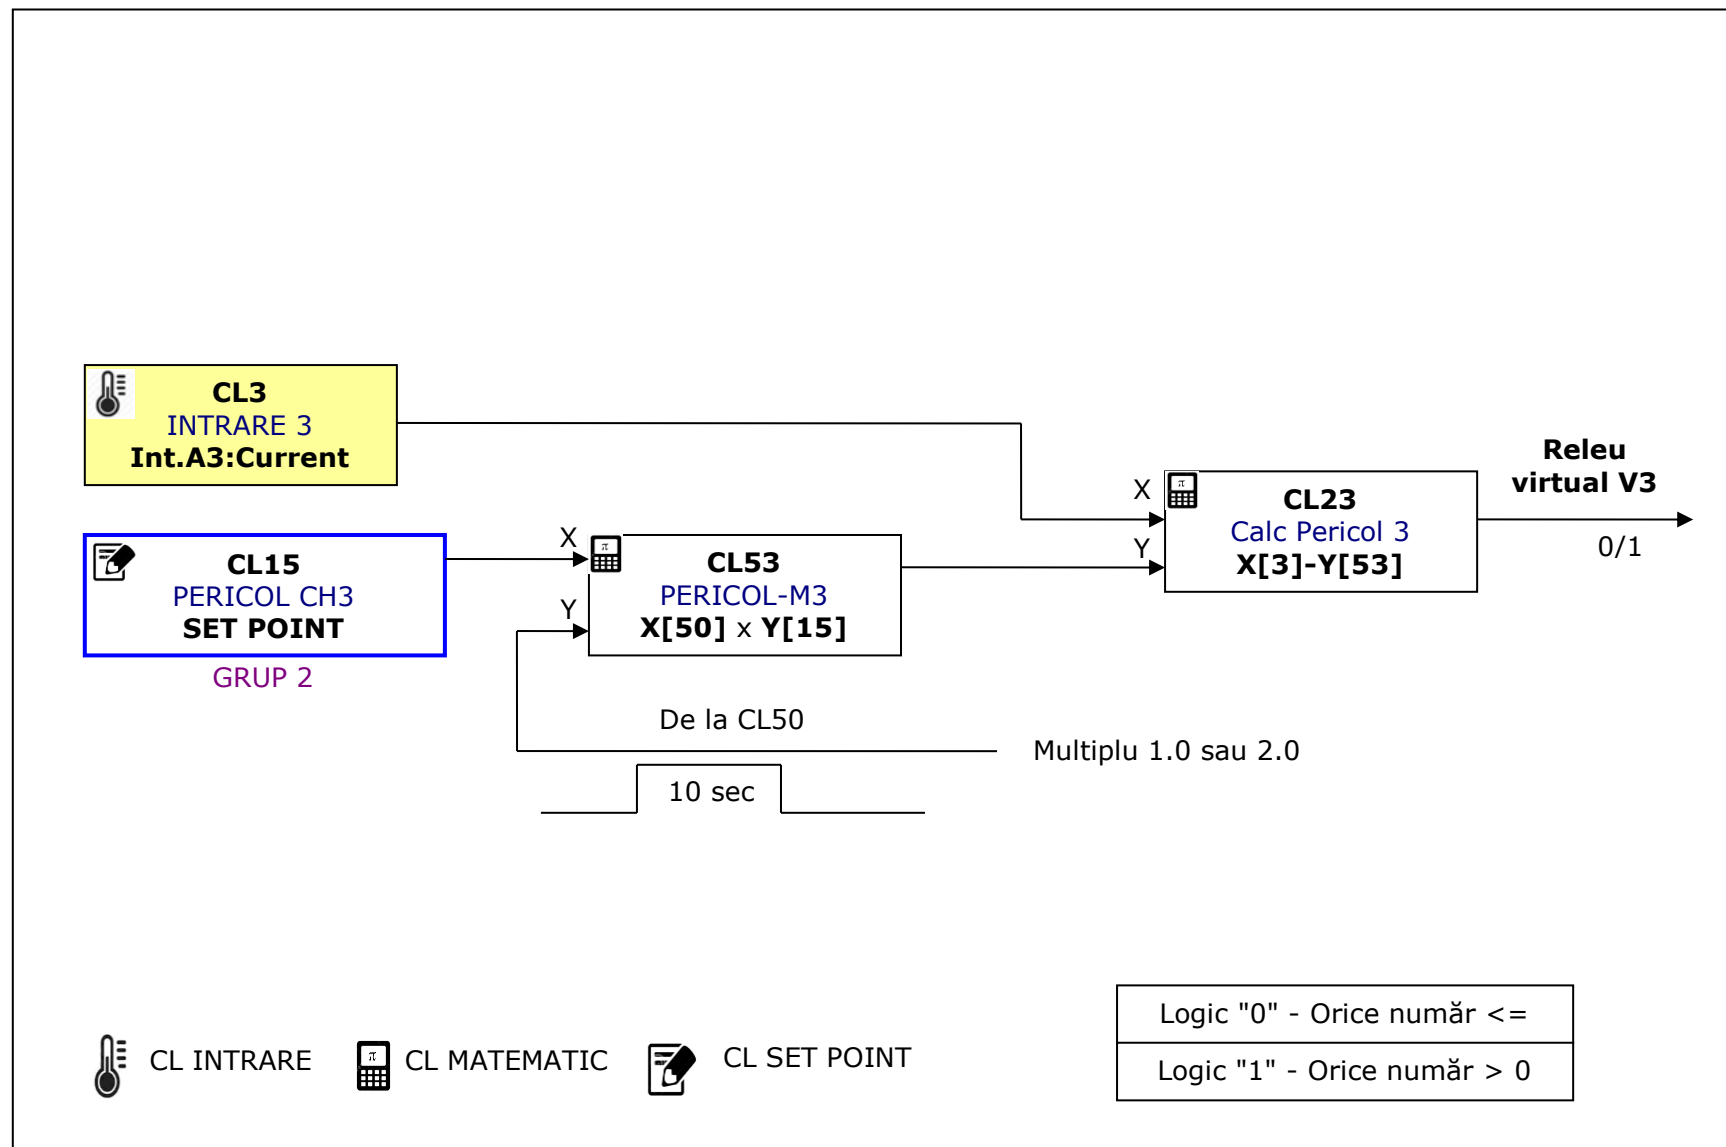 CL3
INTRARE 3
Int.A3:Current
CL15
PERICOL CH3
SET POINT
GRUP 2
X
Y
CL53
PERICOL-M3
X[50] x Y[15]
De la CL50
Multiplu 1.0 sau 2.0
10 sec
X
Y
CL23
Calc Pericol 3
X[3]-Y[53]
Releu
virtual V3
0/1
CL INTRARE
π
CL MATEMATIC
CL SET POINT
Logic "0" - Orice număr <=
Logic "1" - Orice număr > 0